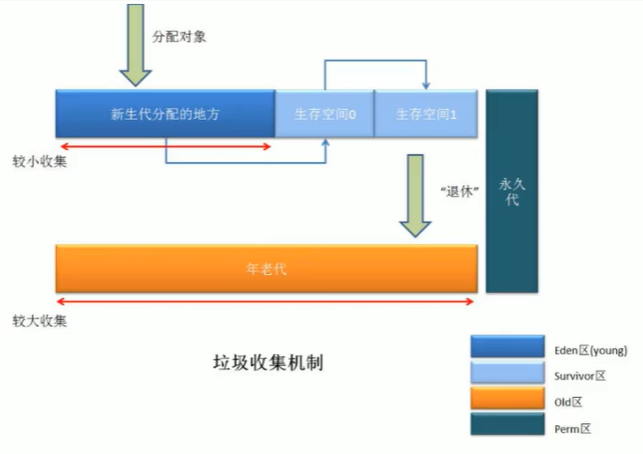 分配对象
新生代分配的地方
生存空间0
生存空间1
较小收集
“退休”
永久
代
年老代
较大收集
垃圾收集机制
Eden区(young)
Survivor区
Old区
Perm区